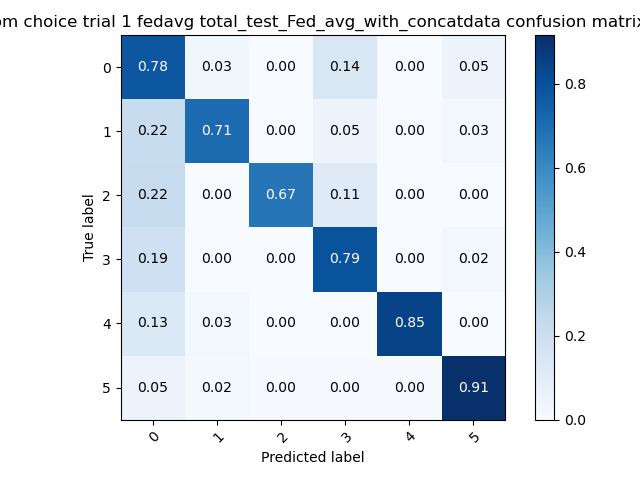 om choice trial 1 fedavg total_test_Fed_avg_with_concatdata confusion matrix
0 0.78 0.03 0.00 0.14 0.00 0.05
1 0.22 0.71 0.00 0.05 0.00 0.03
2 0.22 0.00 0.67 0.11 0.00 0.00
3 0.19 0.00 0.00 0.79 0.00 0.02
4 0.13 0.03 0.00 0.00 0.85 0.00
5 0.05 0.02 0.00 0.00 0.00 0.91
True label
0 1 2 3 4 5
Predicted label
0.8
0.6
0.4
0.2
0.0